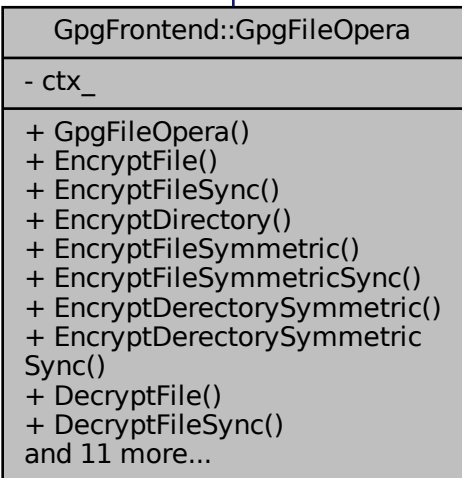 GpgFrontend::GpgFileOpera
- ctx_
+ GpgFileOpera()
+ EncryptFile()
+ EncryptFileSync()
+ EncryptDirectory()
+ EncryptFileSymmetric()
+ EncryptFileSymmetricSync()
+ EncryptDerectorySymmetric()
+ EncryptDerectorySymmetric
Sync()
+ DecryptFile()
+ DecryptFileSync()
and 11 more...